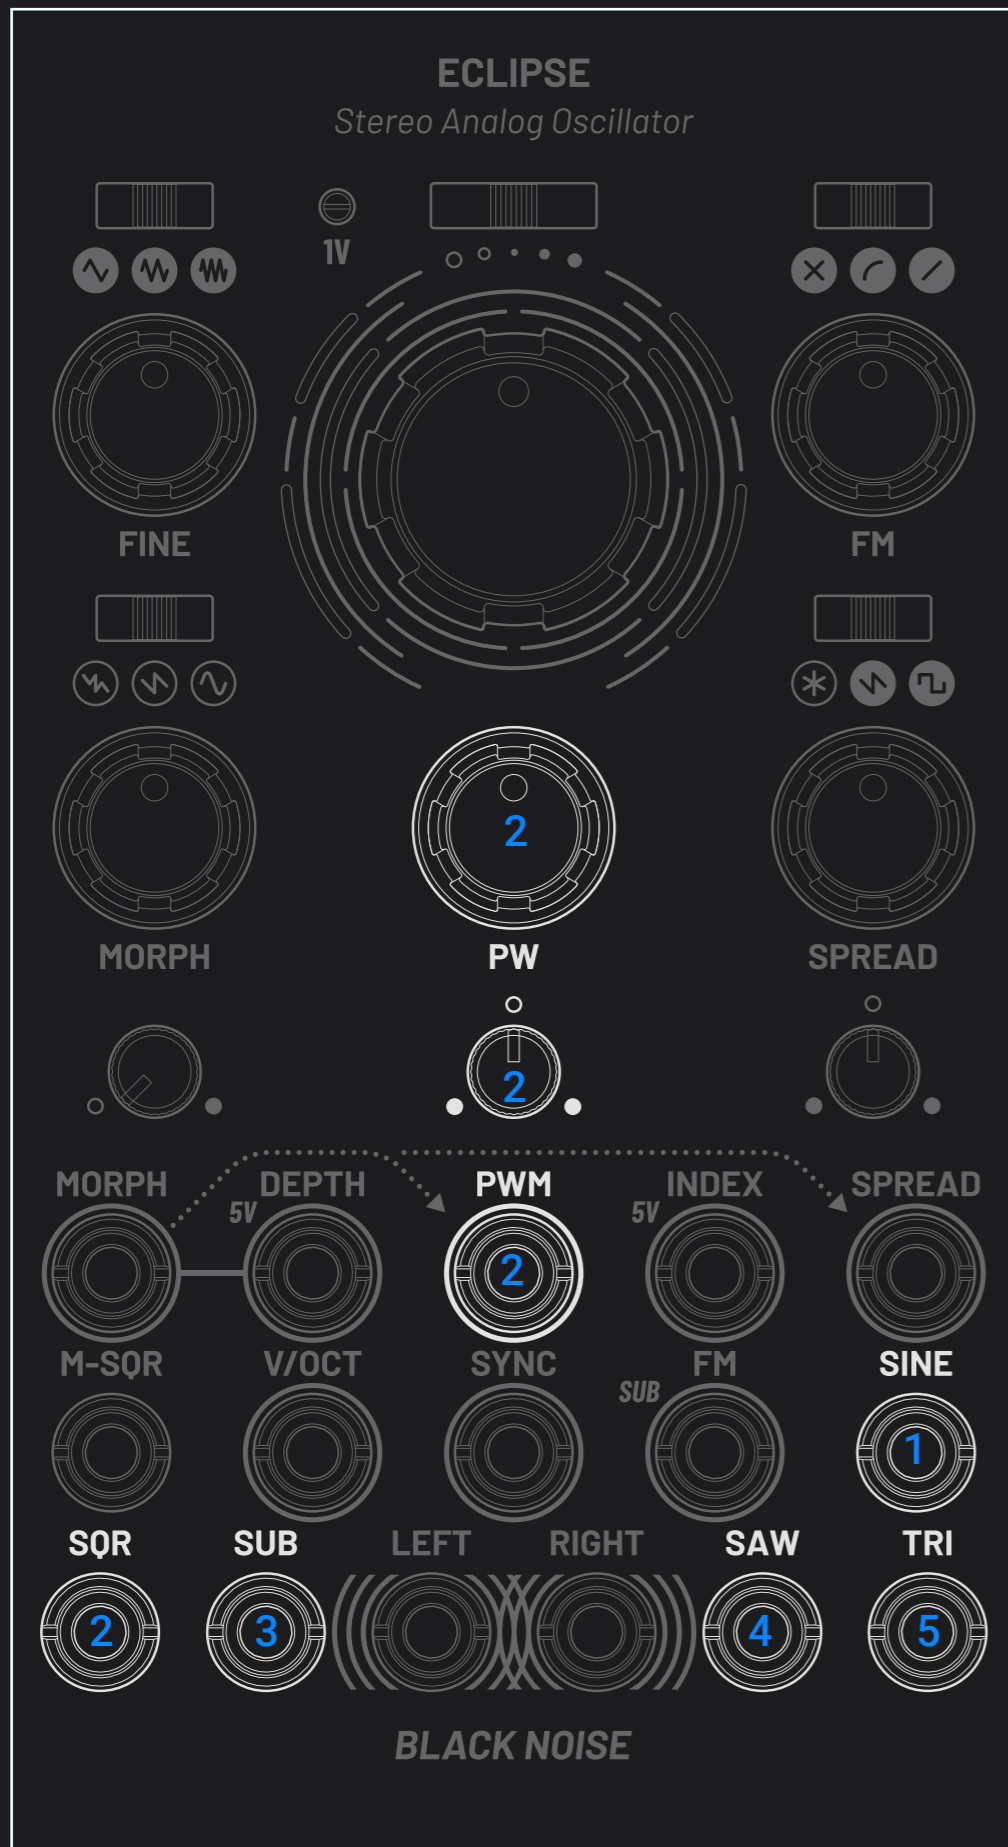 ECLIPSE
Stereo Analog Oscillator
1V
FINE
FM
2
MORPH
PW
SPREAD
2
MORPH
DEPTH
PWM
INDEX
SPREAD
5V
5V
2
M-SQR
V/OCT
SYNC
FM
SINE
SUB
1
SQR
SUB
LEFT
RIGHT
SAW
TRI
2
3
4
5
BLACK NOISE